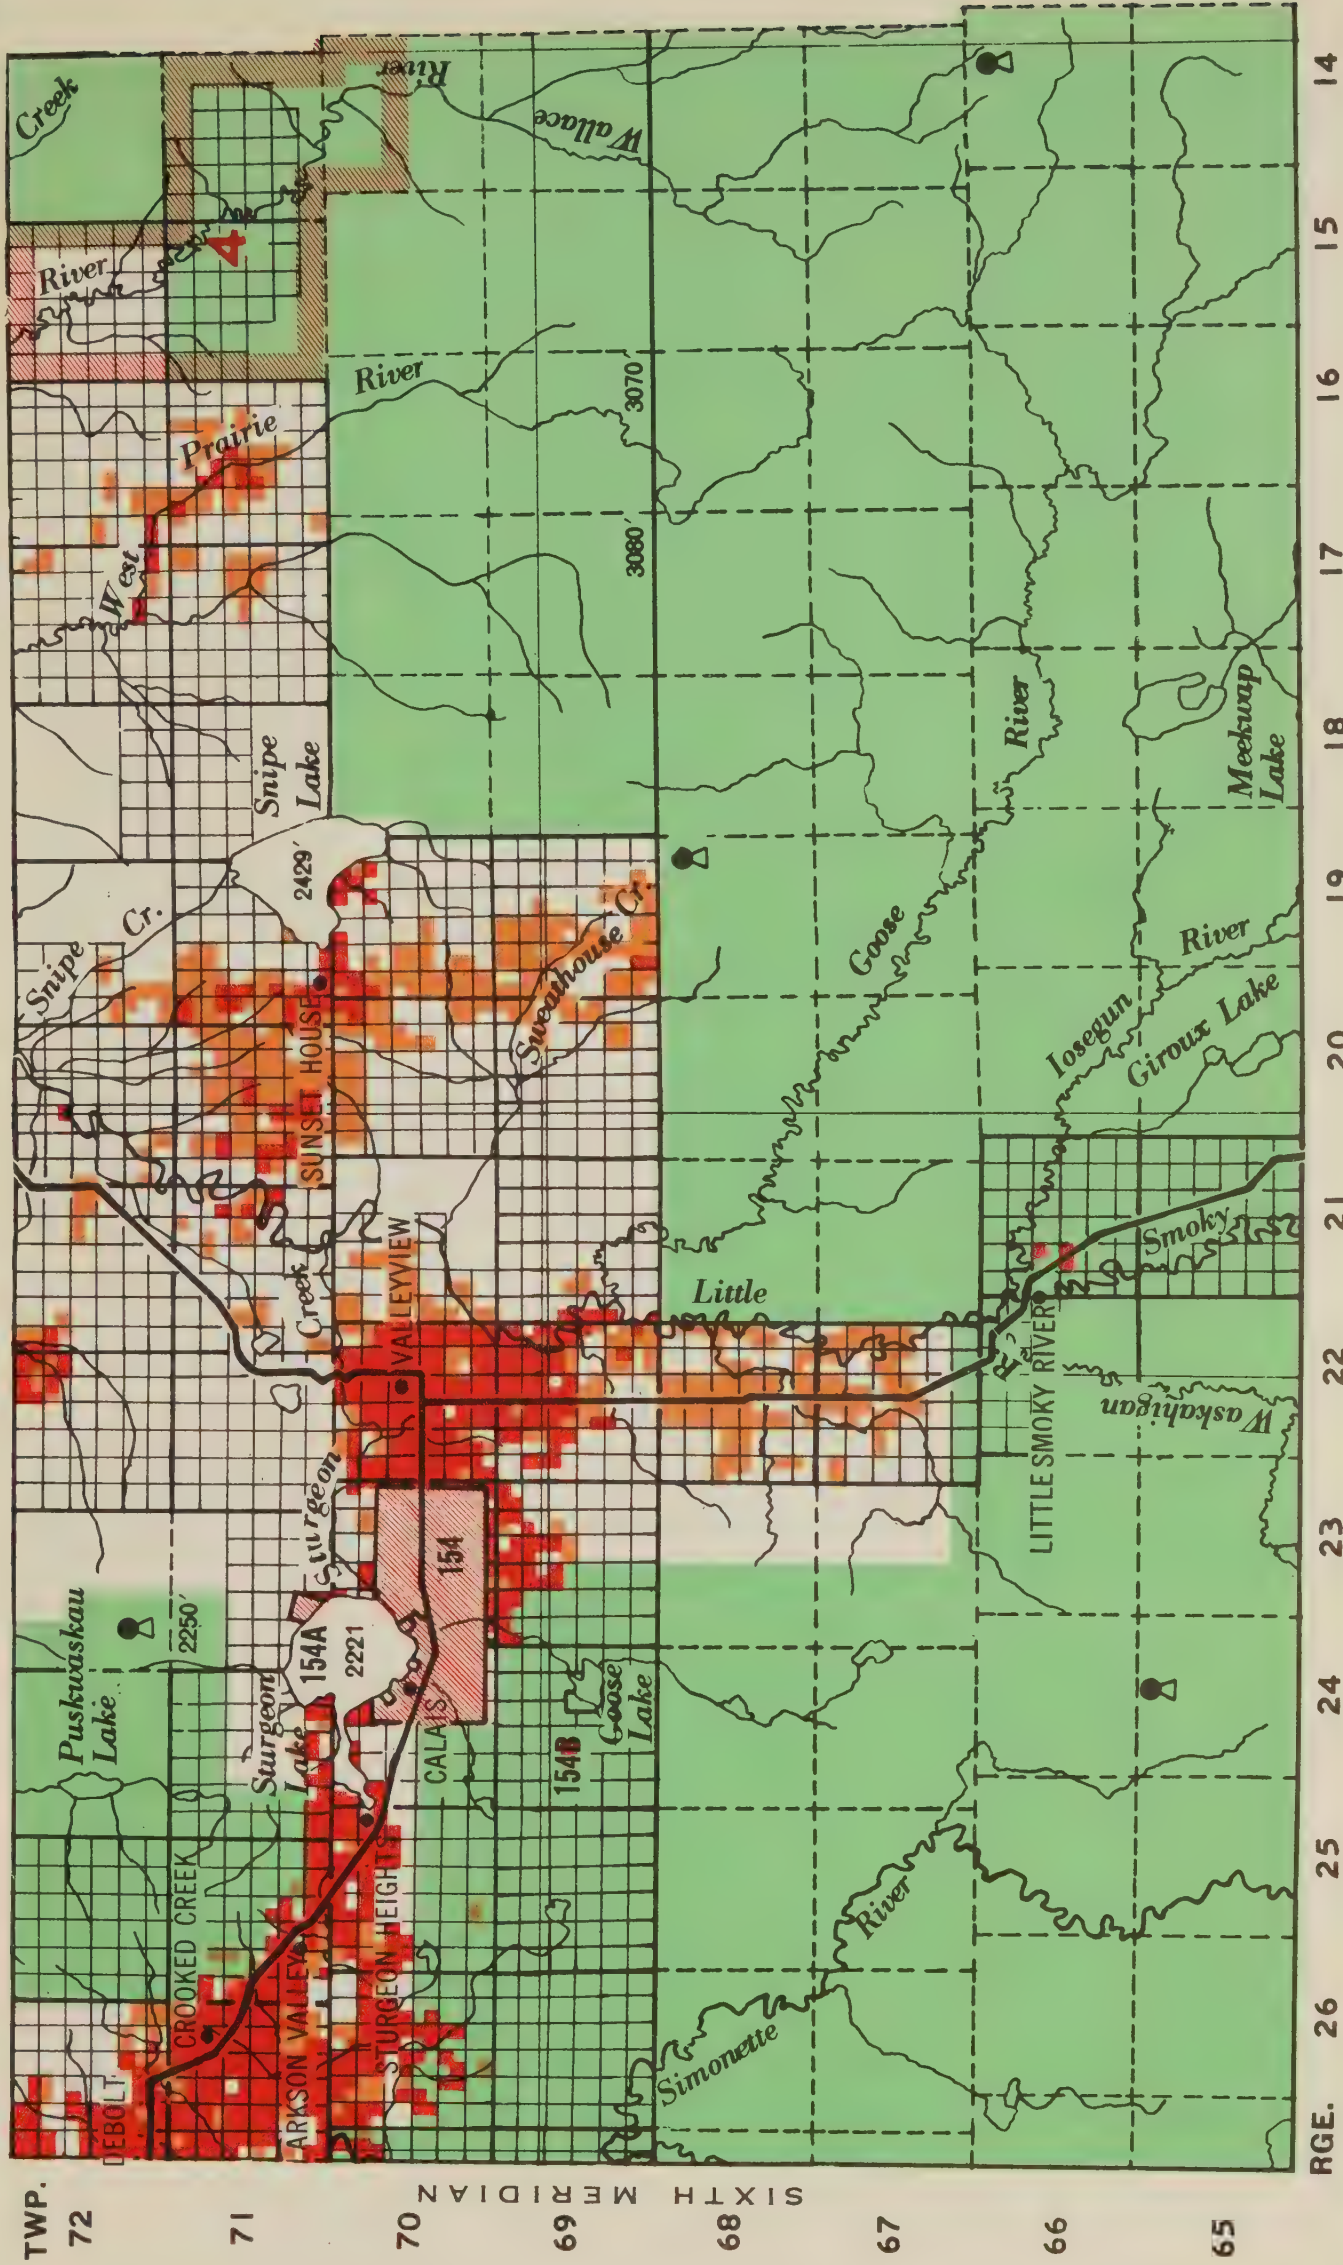 TWP.
72
71
70
69
68
67
66
65
SIXTH MERIDIAN
RGE.
26
25
24
23
22
21
20
19
18
17
16
15
14
DEBOLT
CROOKED CREEK
ARKSON VALLEY
STURGEON HEIGHTS
CALAIS
VALLEYVIEW
SUNSET HOUSE
LITTLE SMOKY RIVER
Puskwaskau
Lake
2250'
Sturgeon
Lake
154A
2221
154
154B
Goose
Lake
Sturgeon
Creek
Snipe
Cr.
Snipe
Lake
2429'
Sweathouse Cr.
West
Prairie
River
River
4
Creek
Wallace
River
3070'
3080'
Simonette
River
Little
Smoky
R.
Waskahigan
Goose
River
Iosegun
River
Giroux Lake
Meekwap
Lake